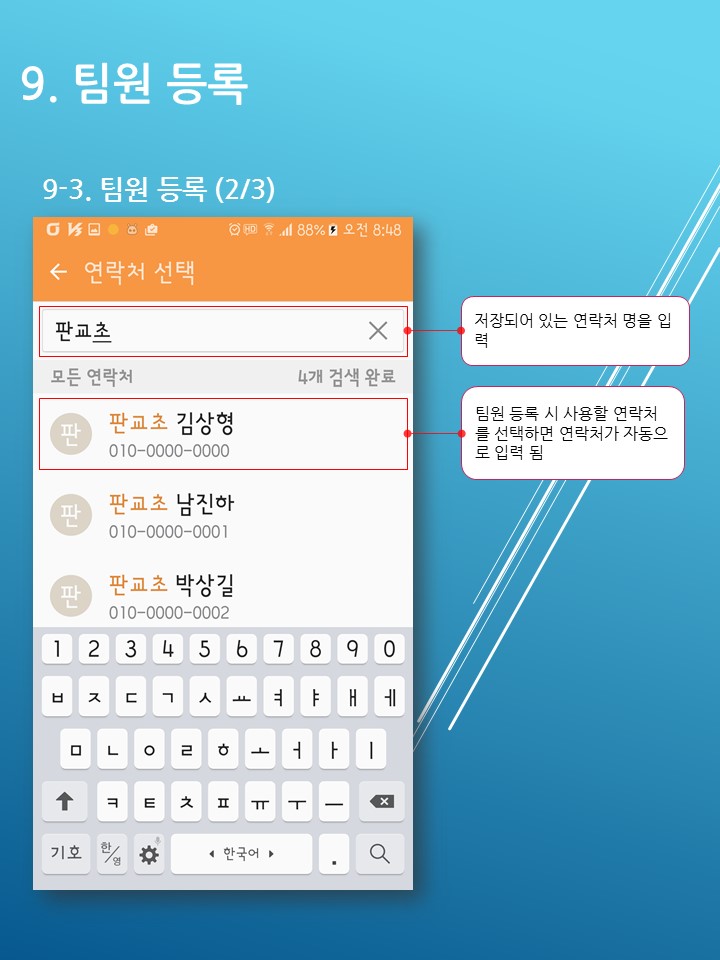 9. 팀원 등록
9-3. 팀원 등록 (2/3)
HD 88% 오전 8:48
연락처 선택
판교초
저장되어 있는 연락처 명을 입
력
모든 연락처 4개 검색 완료
판 판교초 김상형
010-0000-0000
팀원 등록 시 사용할 연락처
를 선택하면 연락처가 자동으
로 입력 됨
판 판교초 남진하
010-0000-0001
판 판교초 박상길
010-0000-0002
1 2 3 4 5 6 7 8 9 0
ㅂ ㅈ ㄷ ㄱ ㅅ ㅛ ㅕ ㅑ ㅐ ㅔ
ㅁ ㄴ ㅇ ㄹ ㅎ ㅗ ㅓ ㅏ ㅣ
ㅋ ㅌ ㅊ ㅍ ㅠ ㅜ ㅡ
기호 한/영 한국어 .